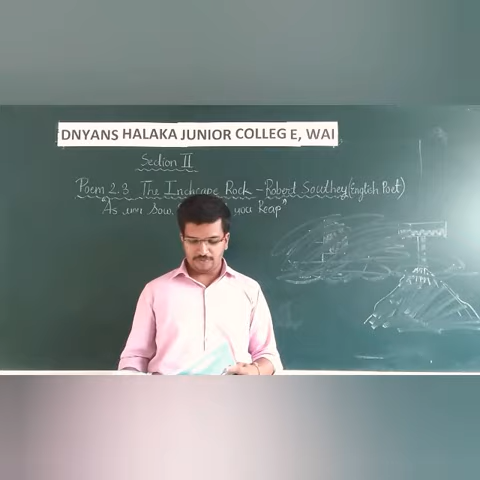 DNYANS HALAKA JUNIOR COLLEG E, WAI
Section II
Poem 2.3 The Inchcape Rock - Robert Southey (English Poet)
"As you Sow, you Reap"